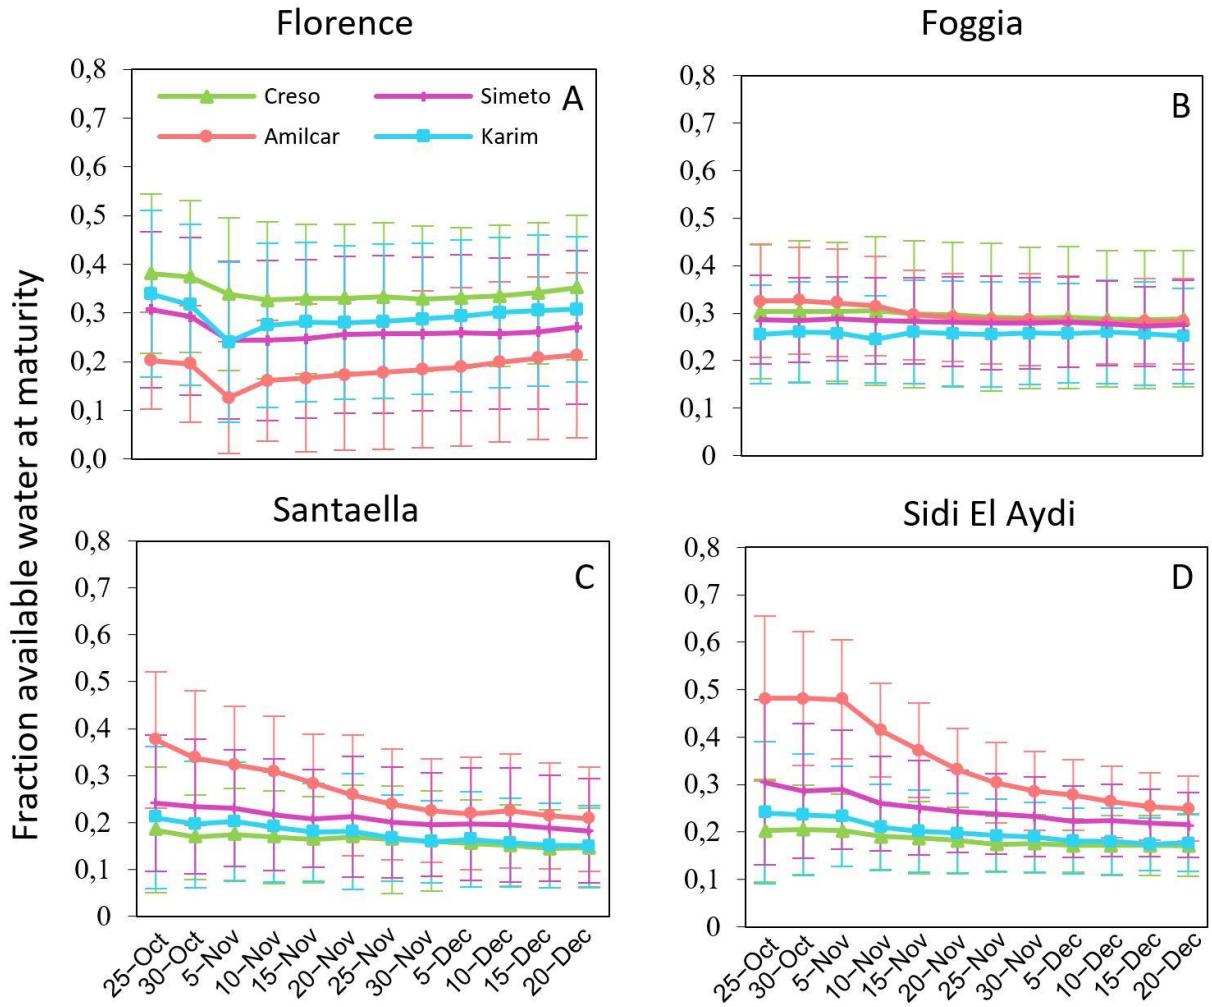 Florence
Foggia
Fraction available water at maturity
0,8
0,7
0,6
0,5
0,4
0,3
0,2
0,1
0,0
Creso
Simeto
Amilcar
Karim
A
0,8
0,7
0,6
0,5
0,4
0,3
0,2
0,1
0
B
Santaella
Sidi El Aydi
0,8
0,7
0,6
0,5
0,4
0,3
0,2
0,1
0
C
0,8
0,7
0,6
0,5
0,4
0,3
0,2
0,1
0
D
25–Oct
30–Oct
5–Nov
10–Nov
15–Nov
20–Nov
25–Nov
30–Nov
5–Dec
10–Dec
15–Dec
20–Dec
25–Oct
30–Oct
5–Nov
10–Nov
15–Nov
20–Nov
25–Nov
30–Nov
5–Dec
10–Dec
15–Dec
20–Dec